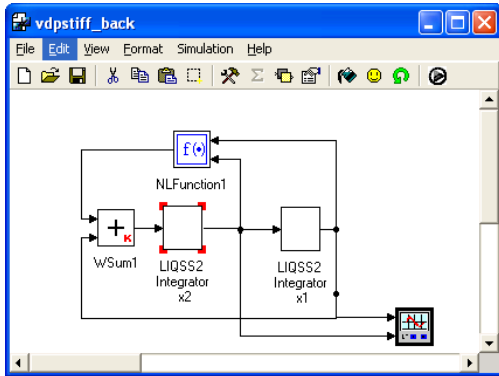 vdpstiff_back
File Edit View Format Simulation Help
f(•)
NLFunction1
+
K
WSum1
LIQSS2
Integrator
x2
LIQSS2
Integrator
x1